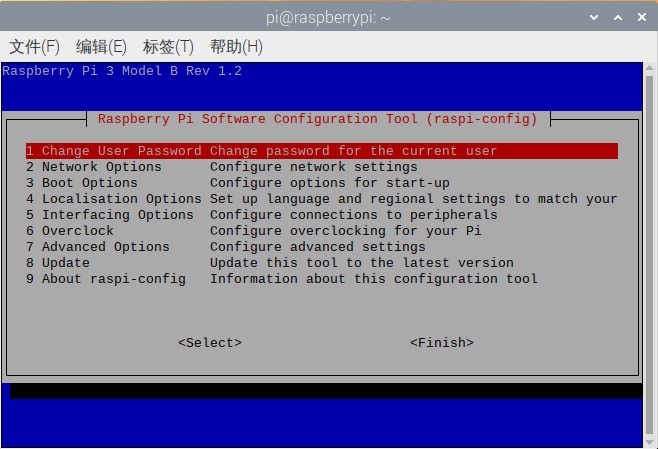 pi@raspberrypi: ~
文件(F) 编辑(E) 标签(T) 帮助(H)
Raspberry Pi 3 Model B Rev 1.2
Raspberry Pi Software Configuration Tool (raspi-config)
1 Change User Password Change password for the current user
2 Network Options Configure network settings
3 Boot Options Configure options for start-up
4 Localisation Options Set up language and regional settings to match your
5 Interfacing Options Configure connections to peripherals
6 Overclock Configure overclocking for your Pi
7 Advanced Options Configure advanced settings
8 Update Update this tool to the latest version
9 About raspi-config Information about this configuration tool
<Select> <Finish>